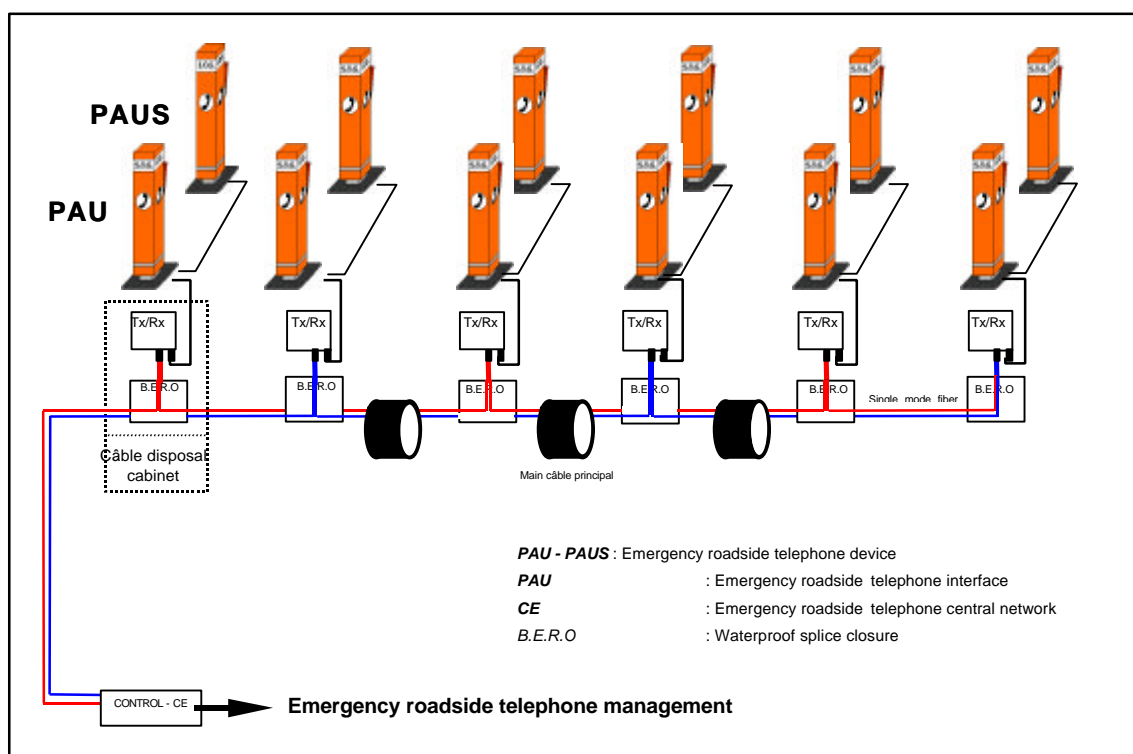 PAUS
PAU
Tx/Rx
Tx/Rx
Tx/Rx
Tx/Rx
Tx/Rx
Tx/Rx
B.E.R.O
B.E.R.O
B.E.R.O
B.E.R.O
B.E.R.O
B.E.R.O
Single mode fiber
Câble disposal
cabinet
Main câble principal
PAU - PAUS : Emergency roadside telephone device
PAU : Emergency roadside telephone interface
CE : Emergency roadside telephone central network
B.E.R.O : Waterproof splice closure
CONTROL - CE
Emergency roadside telephone management